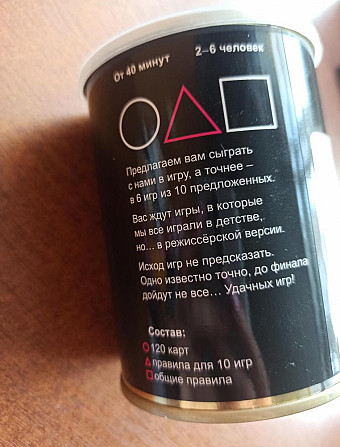 От 40 минут
2–6 человек
Предлагаем вам сыграть
с нами в игру, а точнее –
в 6 игр из 10 предложенных.
Вас ждут игры, в которые
мы все играли в детстве,
но... в режиссёрской версии.
Исход игр не предсказать.
Одно известно точно, до финала
дойдут не все... Удачных игр!
Состав:
120 карт
правила для 10 игр
общие правила